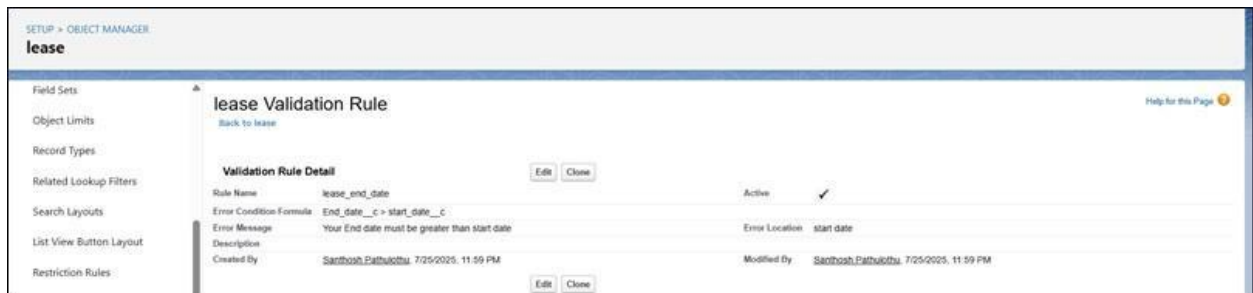 SETUP > OBJECT MANAGER
lease
Field Sets
Object Limits
Record Types
Related Lookup Filters
Search Layouts
List View Button Layout
Restriction Rules
lease Validation Rule
Help for this Page
Back to lease
Validation Rule Detail Edit Clone
Rule Name lease_end_date Active ✓
Error Condition Formula End_date__c > start_date__c
Error Message Your End date must be greater than start date Error Location start date
Description
Created By Santhosh Pathulothu, 7/25/2025, 11:59 PM Modified By Santhosh Pathulothu, 7/25/2025, 11:59 PM
Edit Clone